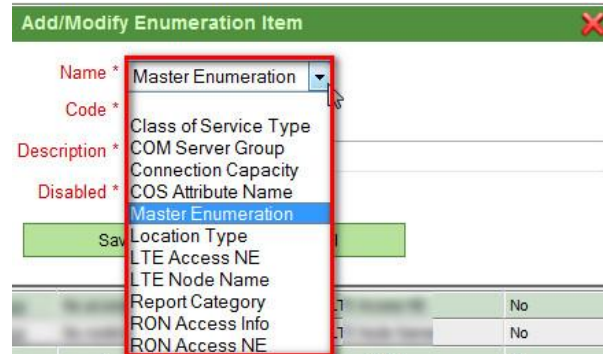 Add/Modify Enumeration Item
Name * Master Enumeration
Code *
Class of Service Type
Description * COM Server Group
Connection Capacity
Disabled * COS Attribute Name
Master Enumeration
Sav Location Type
LTE Access NE
LTE Node Name
Report Category No
RON Access Info No
RON Access NE